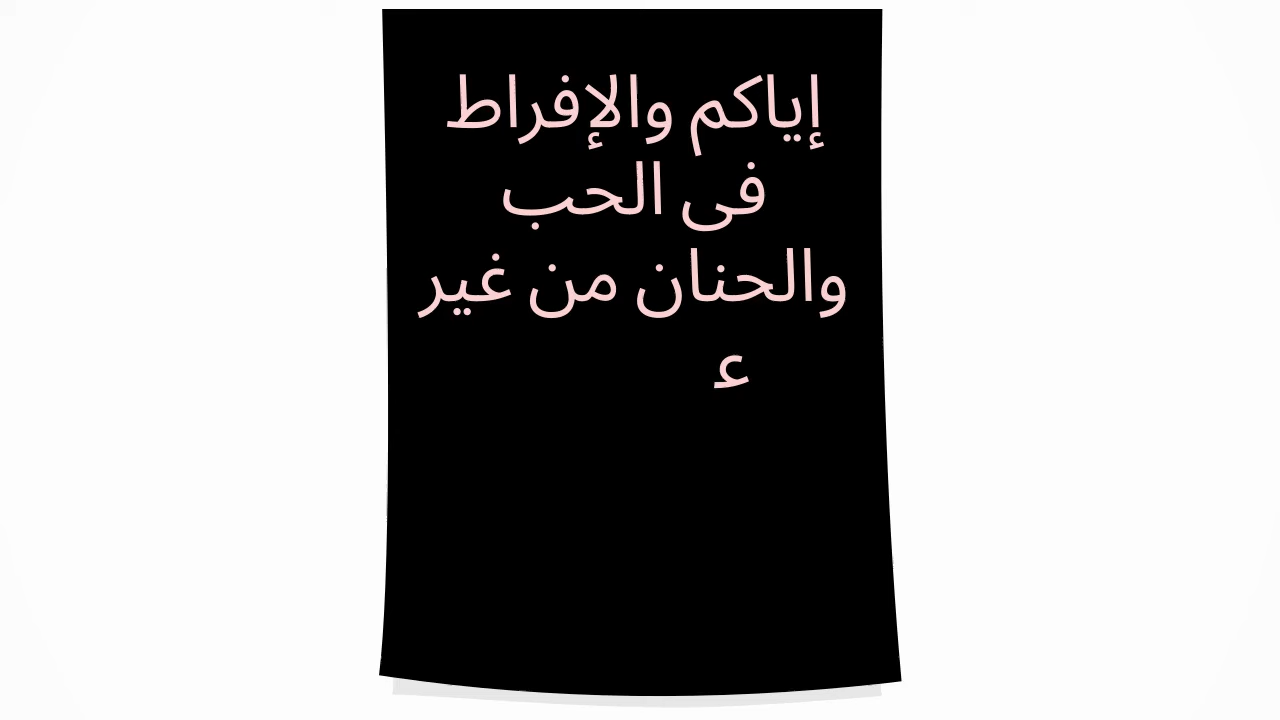 إياكم والإفراط
فى الحب
والحنان من غير
ء